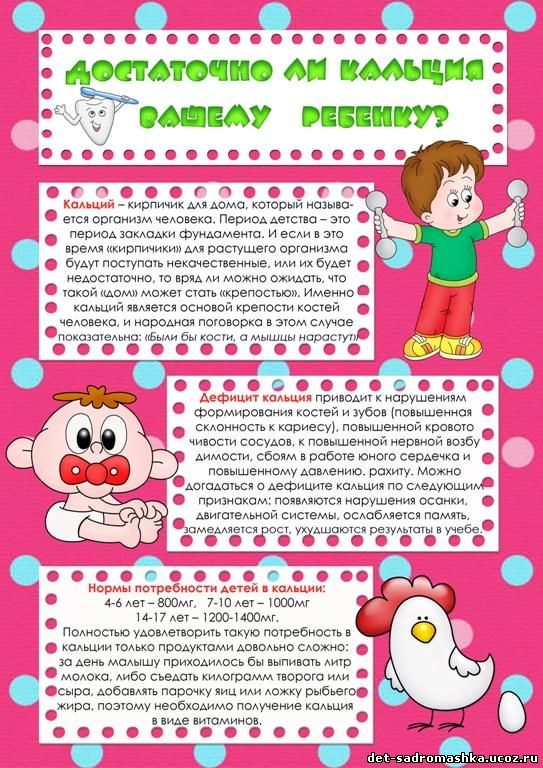 ДОСТАТОЧНО ЛИ КАЛЬЦИЯ
ВАШЕМУ РЕБЕНКУ?
Кальций – кирпичик для дома, который называ-
ется организм человека. Период детства – это
период закладки фундамента. И если в это
время «кирпичики» для растущего организма
будут поступать некачественные, или их будет
недостаточно, то вряд ли можно ожидать, что
такой «дом» может стать «крепостью». Именно
кальций является основой крепости костей
человека, и народная поговорка в этом случае
показательна: «Были бы кости, а мышцы нарастут»
Дефицит кальция приводит к нарушениям
формирования костей и зубов (повышенная
склонность к кариесу), повышенной кровото
чивости сосудов, к повышенной нервной возбу
димости, сбоям в работе юного сердечка и
повышенному давлению. рахиту. Можно
догадаться о дефиците кальция по следующим
признакам: появляются нарушения осанки,
двигательной системы, ослабляется память,
замедляется рост, ухудшаются результаты в учебе.
Нормы потребности детей в кальции:
4-6 лет – 800мг, 7-10 лет – 1000мг
14-17 лет – 1200-1400мг.
Полностью удовлетворить такую потребность в
кальции только продуктами довольно сложно:
за день малышу приходилось бы выпивать литр
молока, либо съедать килограмм творога или
сыра, добавлять парочку яиц или ложку рыбьего
жира, поэтому необходимо получение кальция
в виде витаминов.
det-sadromashka.ucoz.ru